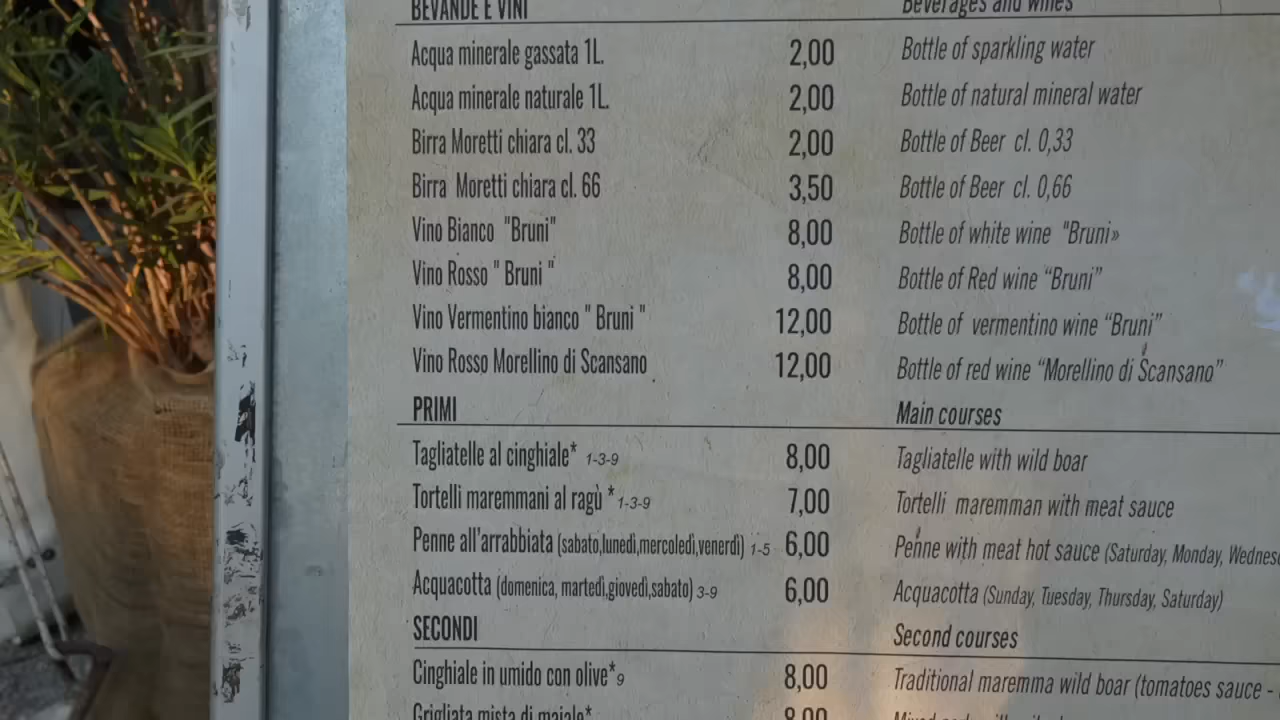 BEVANDE E VINI Beverages and wines
Acqua minerale gassata 1L. 2,00 Bottle of sparkling water
Acqua minerale naturale 1L. 2,00 Bottle of natural mineral water
Birra Moretti chiara cl. 33 2,00 Bottle of Beer cl. 0,33
Birra Moretti chiara cl. 66 3,50 Bottle of Beer cl. 0,66
Vino Bianco "Bruni" 8,00 Bottle of white wine "Bruni»
Vino Rosso " Bruni " 8,00 Bottle of Red wine “Bruni”
Vino Vermentino bianco " Bruni " 12,00 Bottle of vermentino wine “Bruni”
Vino Rosso Morellino di Scansano 12,00 Bottle of red wine “Morellino di Scansano”
PRIMI Main courses
Tagliatelle al cinghiale* 1-3-9 8,00 Tagliatelle with wild boar
Tortelli maremmani al ragù *1-3-9 7,00 Tortelli maremman with meat sauce
Penne all'arrabbiata (sabato,lunedì,mercoledì,venerdì) 1-5 6,00 Penne with meat hot sauce (Saturday, Monday, Wednes
Acquacotta (domenica, martedì,giovedì,sabato) 3-9 6,00 Acquacotta (Sunday, Tuesday, Thursday, Saturday)
SECONDI Second courses
Cinghiale in umido con olive*9 8,00 Traditional maremma wild boar (tomatoes sauce -
Grigliata mista di maiale* 8,00